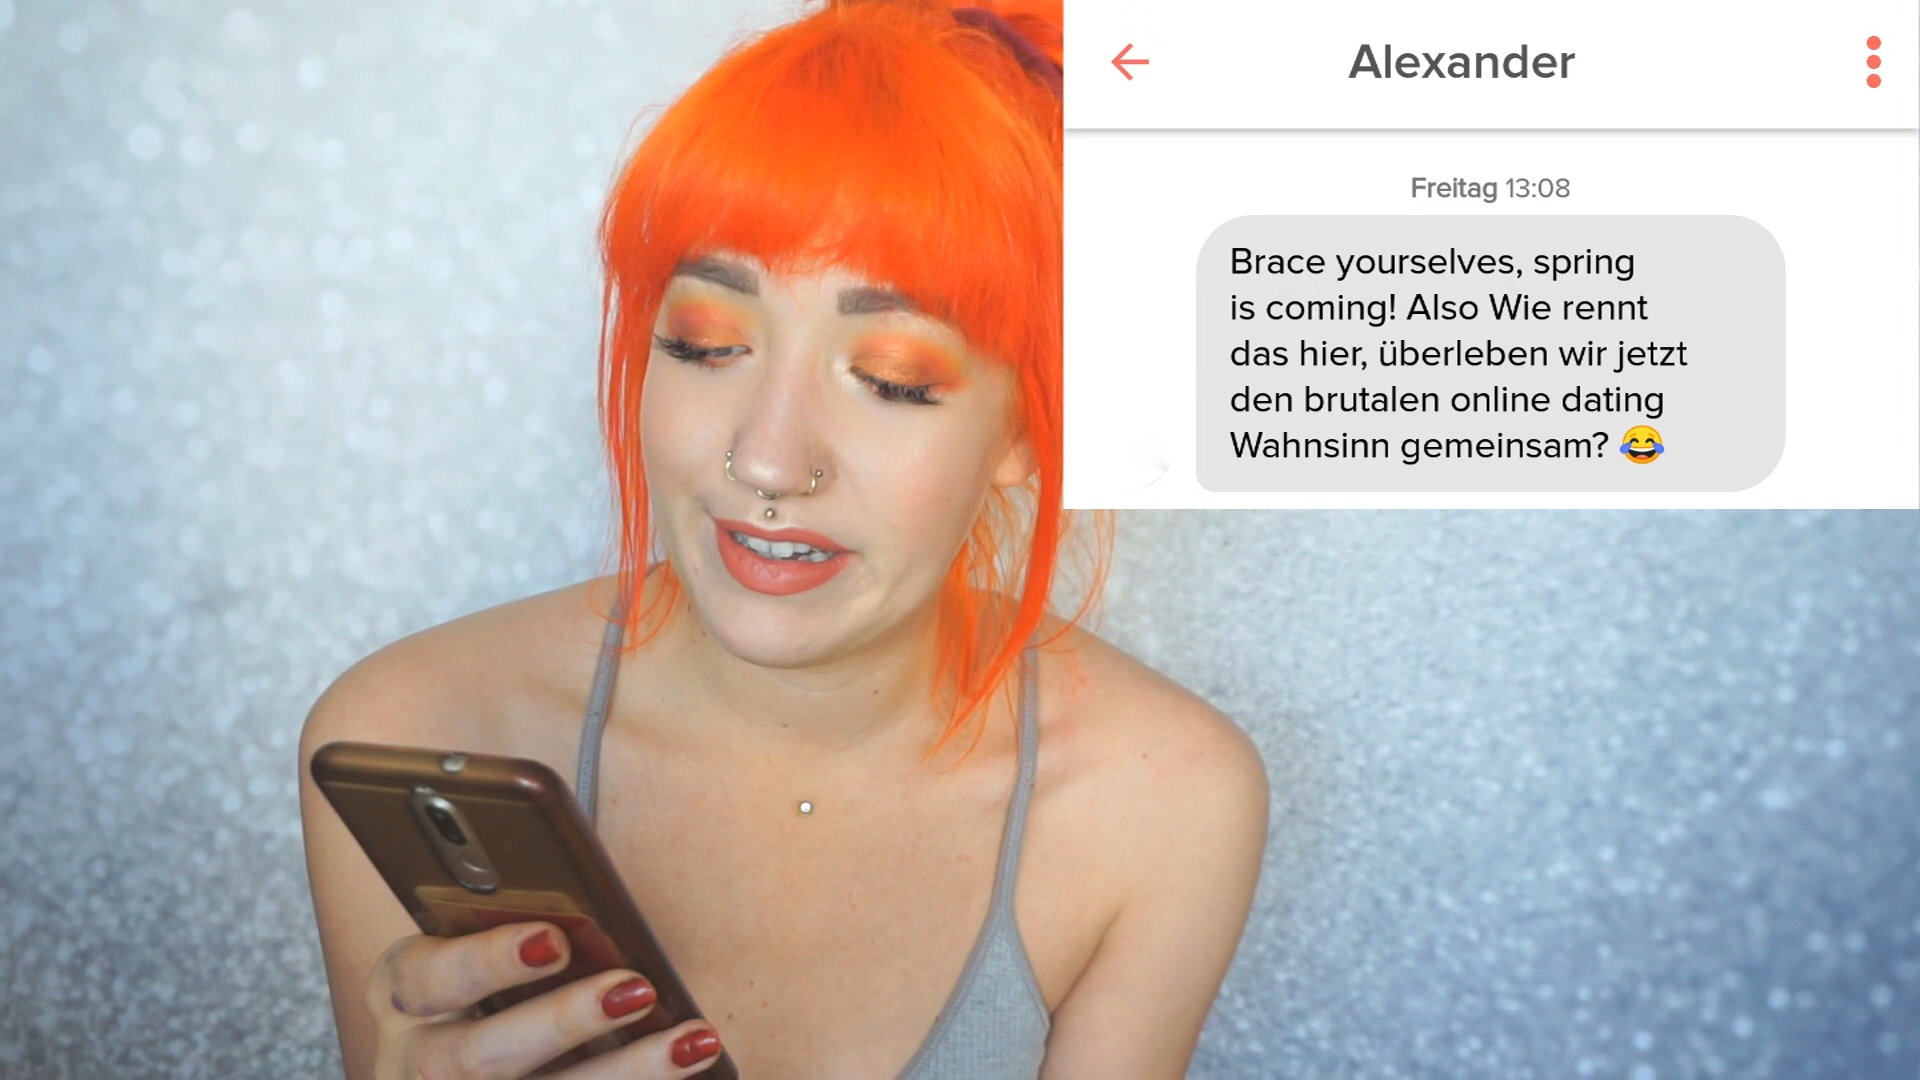 Alexander
Freitag 13:08
Brace yourselves, spring
is coming! Also Wie rennt
das hier, überleben wir jetzt
den brutalen online dating
Wahnsinn gemeinsam? 😂